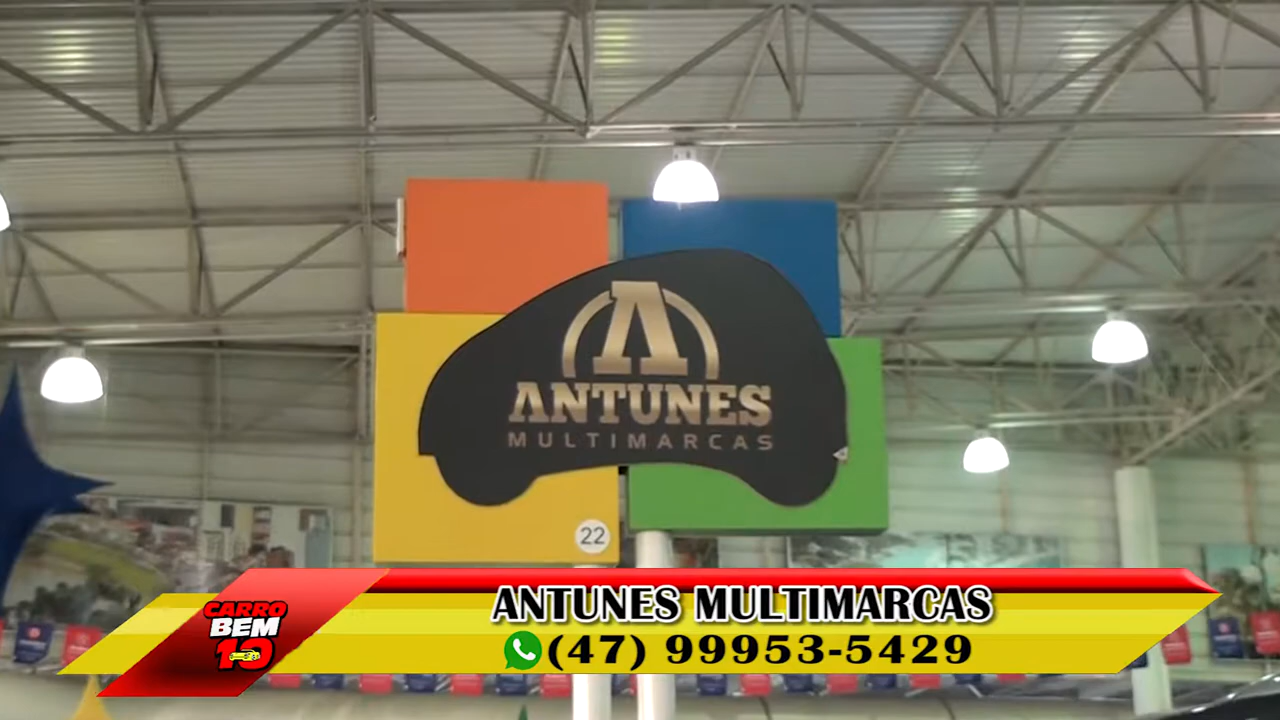 A
ANTUNES
MULTIMARCAS
22
CARRO
BEM
10
ANTUNES MULTIMARCAS
(47) 99953-5429